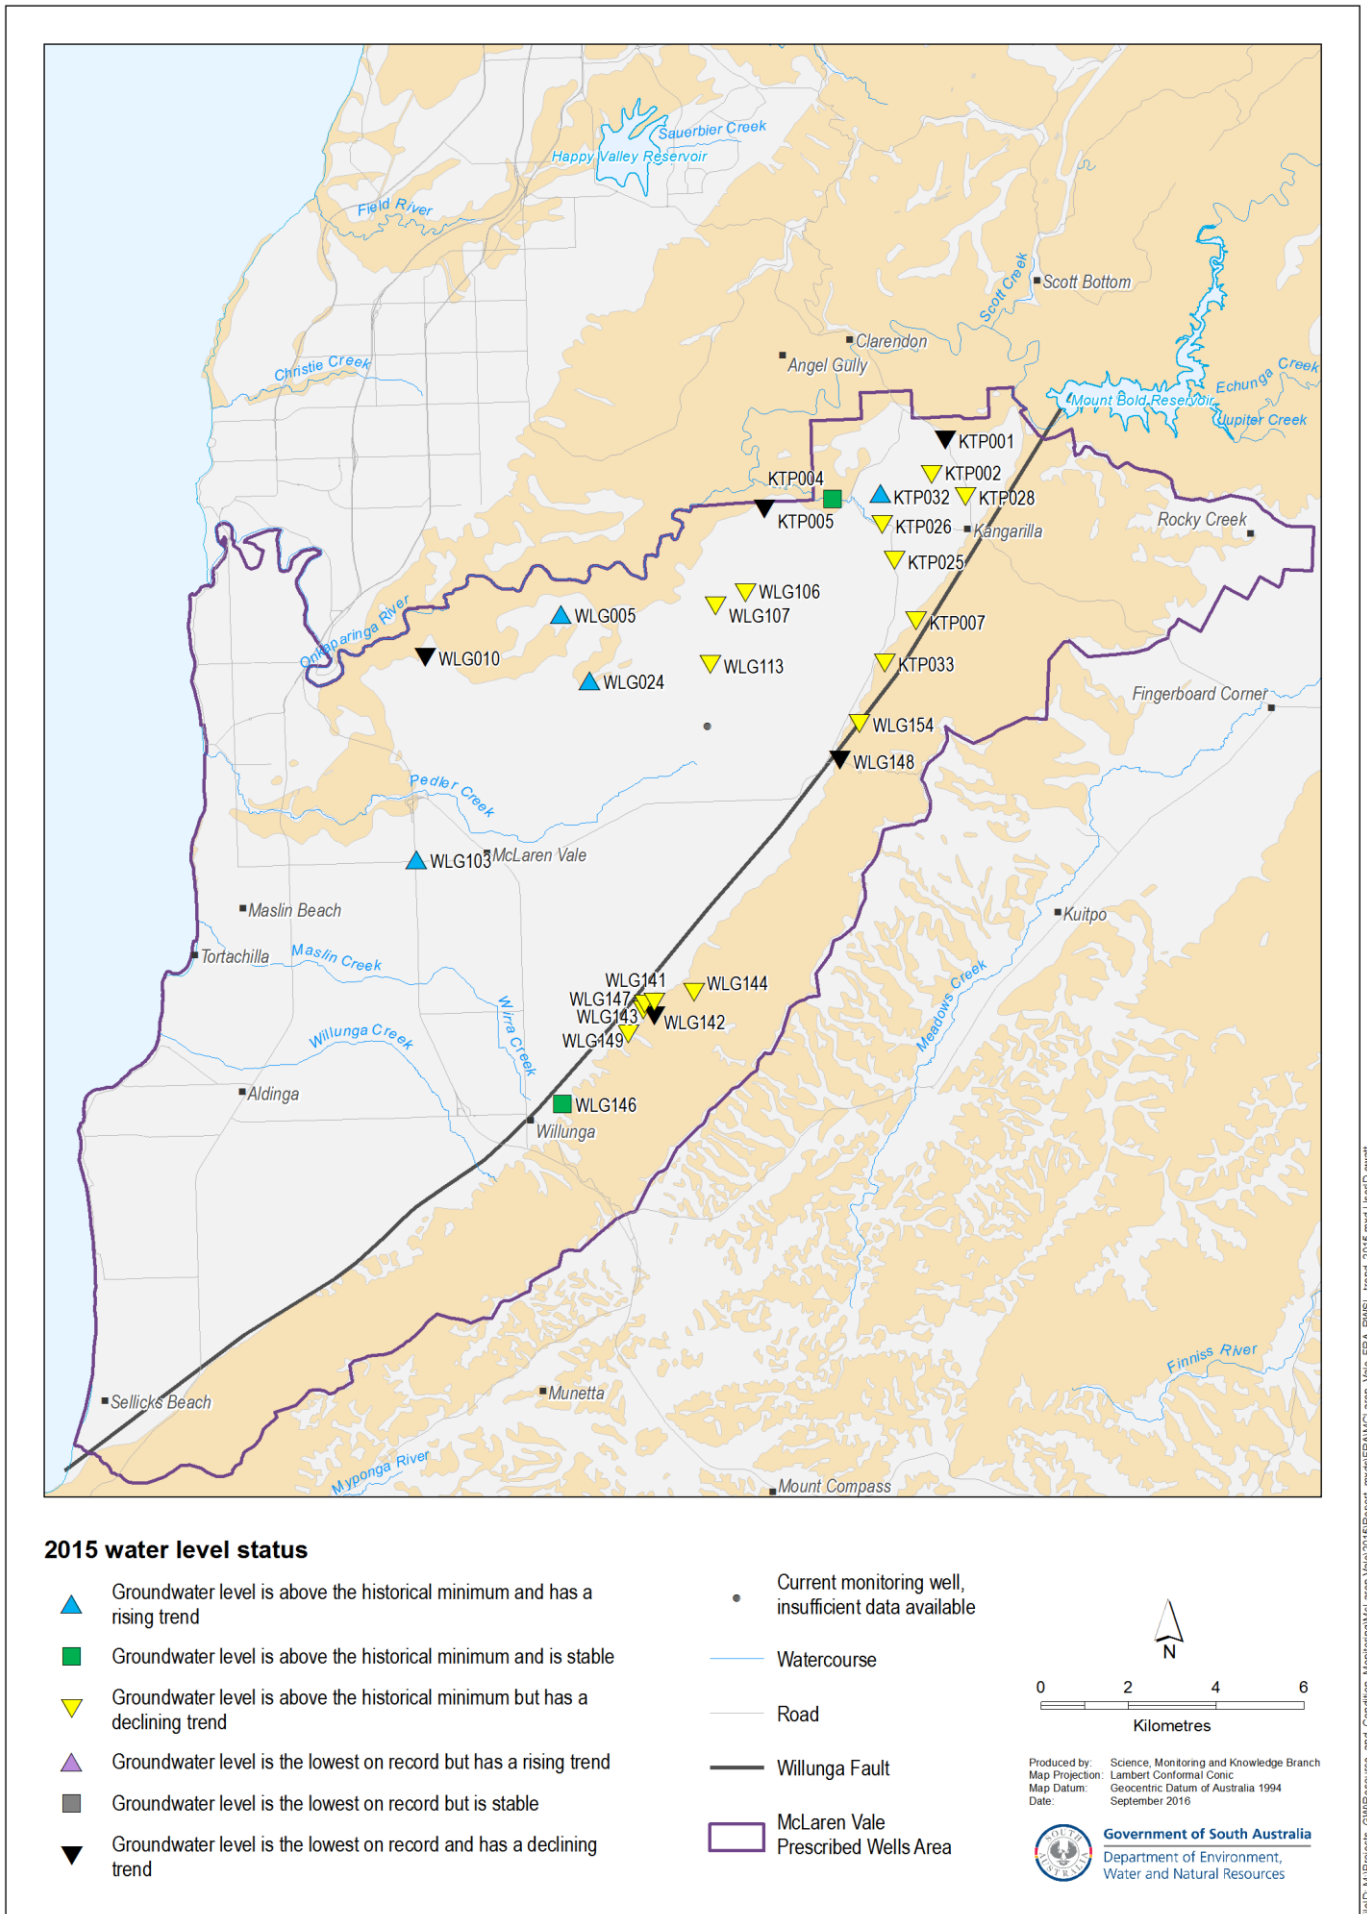 Sauerbier Creek
Happy Valley Reservoir
Field River
Scott Creek
Scott Bottom
Clarendon
Angel Gully
Christie Creek
Echunga Creek
Mount Bold Reservoir
Jupiter Creek
KTP001
KTP002
KTP004
KTP032
KTP028
KTP005
KTP026
Kangarilla
Rocky Creek
KTP025
WLG106
WLG107
WLG005
KTP007
Onkaparinga River
WLG010
WLG113
KTP033
WLG024
Fingerboard Corner
WLG154
WLG148
Pedler Creek
WLG103
McLaren Vale
Maslin Beach
Kuitpo
Tortachilla
Maslin Creek
WLG141
WLG144
WLG147
WLG143
WLG142
WLG149
Meadows Creek
Wirra Creek
Willunga Creek
Aldinga
WLG146
Willunga
Finniss River
Sellicks Beach
Munetta
Myponga River
Mount Compass
2015 water level status
Groundwater level is above the historical minimum and has a
rising trend
Groundwater level is above the historical minimum and is stable
Groundwater level is above the historical minimum but has a
declining trend
Groundwater level is the lowest on record but has a rising trend
Groundwater level is the lowest on record but is stable
Groundwater level is the lowest on record and has a declining
trend
Current monitoring well,
insufficient data available
Watercourse
Road
Willunga Fault
McLaren Vale
Prescribed Wells Area
N
0 2 4 6
Kilometres
Produced by: Science, Monitoring and Knowledge Branch
Map Projection: Lambert Conformal Conic
Map Datum: Geocentric Datum of Australia 1994
Date: September 2016
SOUTH
AUSTRALIA
Government of South Australia
Department of Environment,
Water and Natural Resources